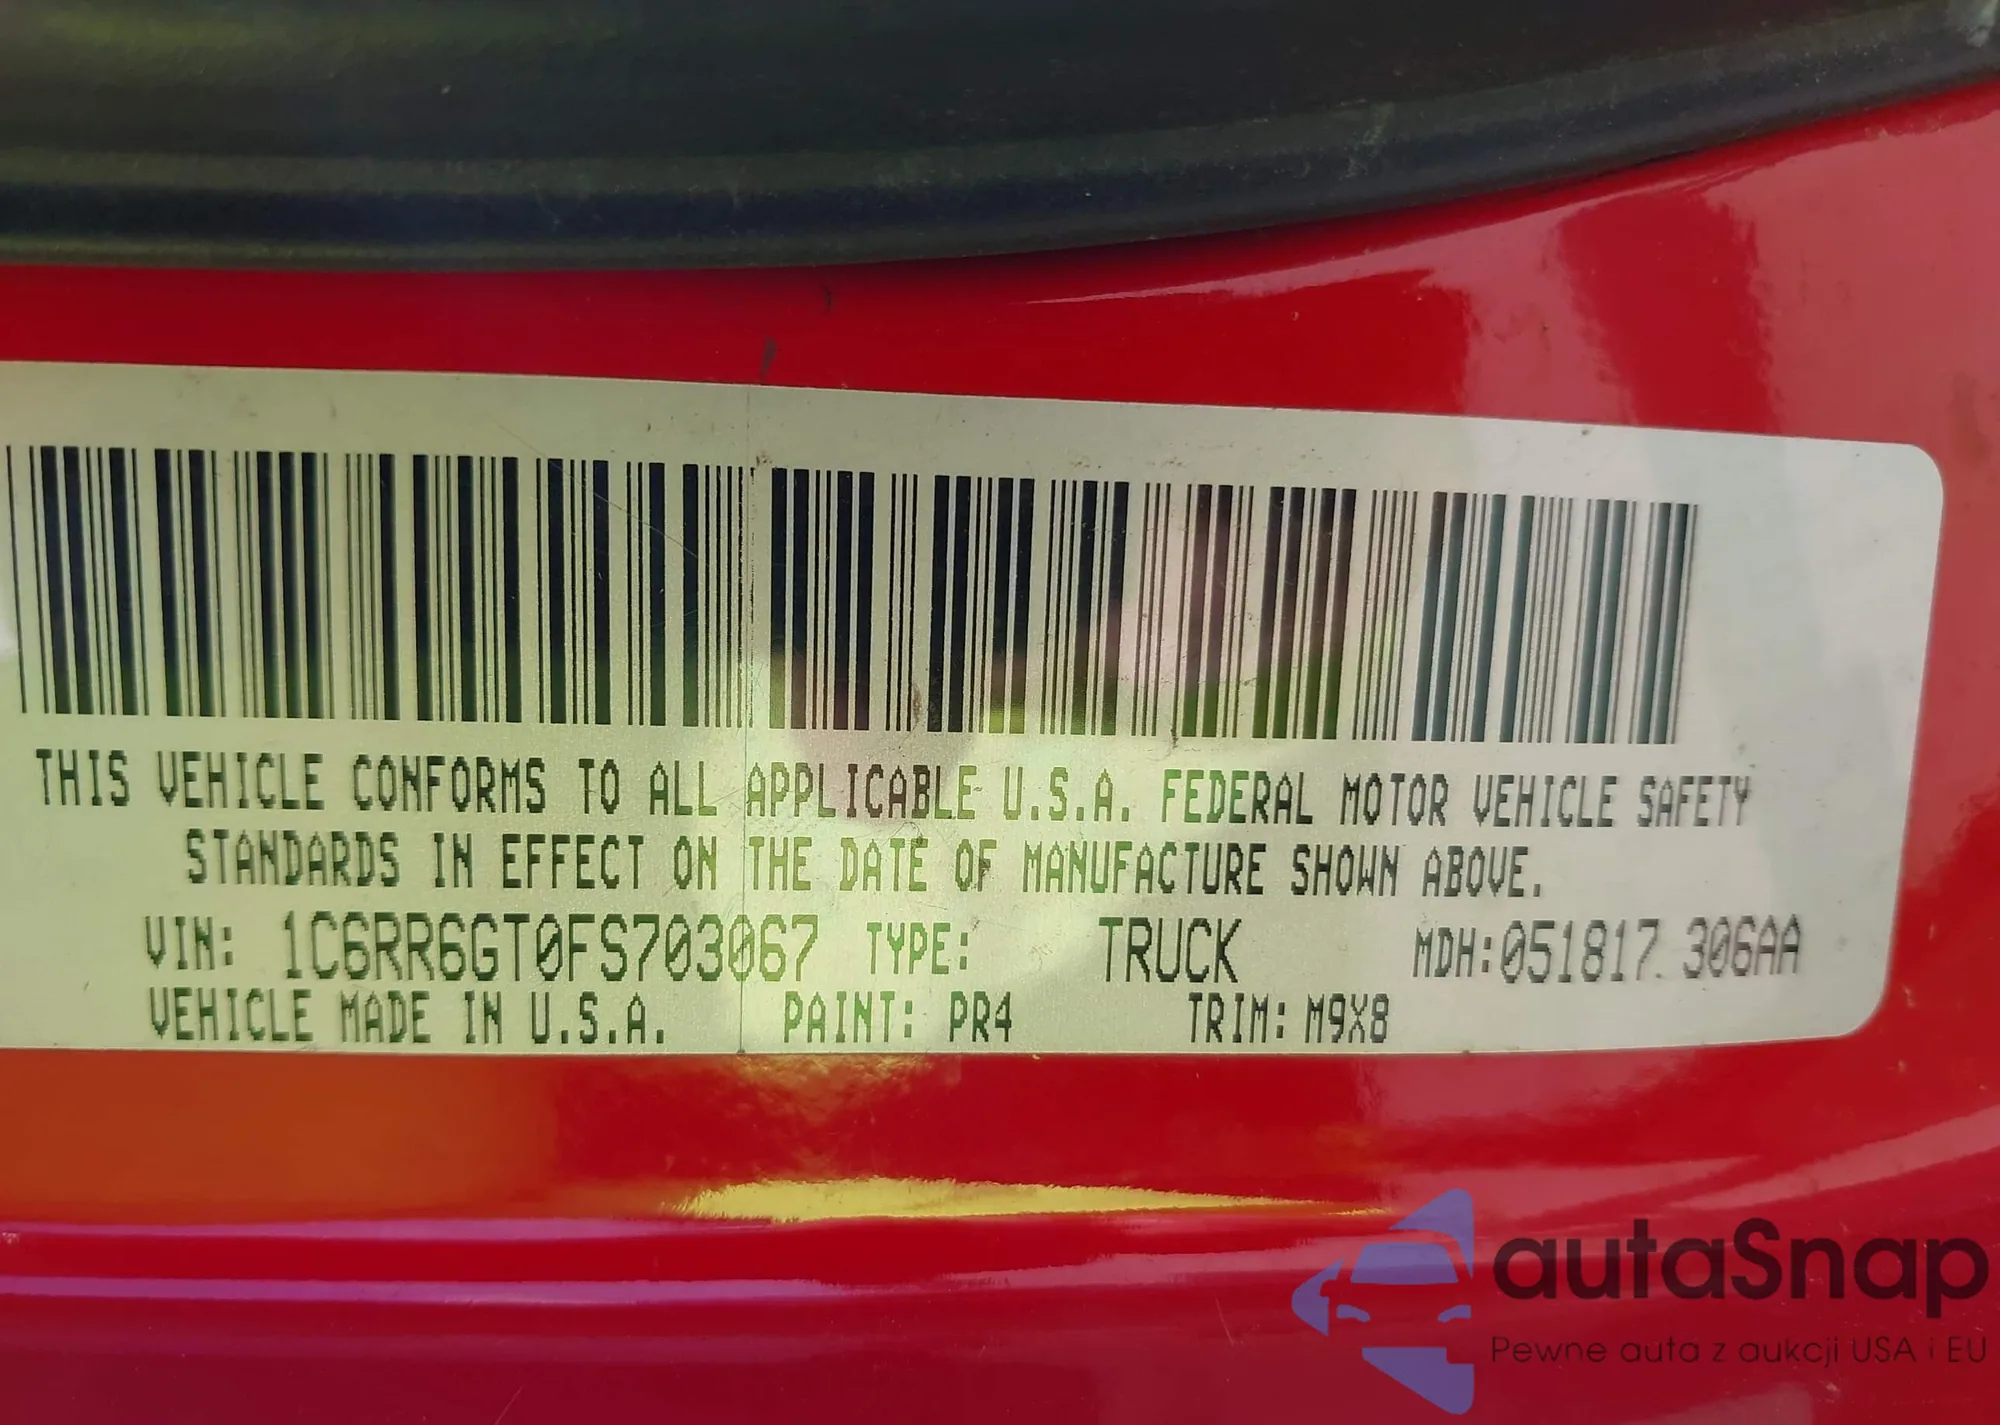 THIS VEHICLE CONFORMS TO ALL APPLICABLE U.S.A. FEDERAL MOTOR VEHICLE SAFETY
STANDARDS IN EFFECT ON THE DATE OF MANUFACTURE SHOWN ABOVE.
VIN: 1C6RR6GT0FS703067 TYPE: TRUCK MDH:051817 306AA
VEHICLE MADE IN U.S.A. PAINT: PR4 TRIM: M9X8
autaSnap
Pewne auta z aukcji USA i EU